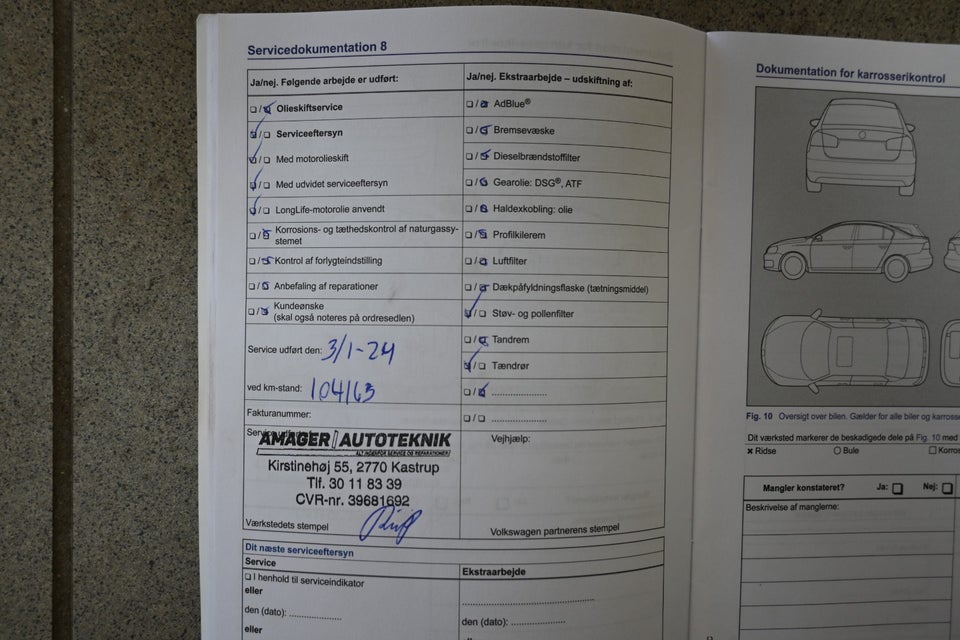 Servicedokumentation 8
Ja/nej. Følgende arbejde er udført:
☐/☑ Olieskiftservice
☑/☐ Serviceeftersyn
☑/☐ Med motorolieskift
☑/☐ Med udvidet serviceeftersyn
☑/☐ LongLife-motorolie anvendt
☐/☑ Korrosions- og tæthedskontrol af naturgassy-
stemet
☐/☑ Kontrol af forlygteindstilling
☐/☑ Anbefaling af reparationer
☐/☑ Kundeønske
(skal også noteres på ordresedlen)
Service udført den: 3/1-24
ved km-stand: 104163
Fakturanummer:
AMAGER AUTOTEKNIK
ALT INDENFOR SERVICE OG REPARATIONER
Kirstinehøj 55, 2770 Kastrup
Tlf. 30 11 83 39
CVR-nr. 39681692
Værkstedets stempel
Ja/nej. Ekstraarbejde – udskiftning af:
☐/☑ AdBlue®
☐/☑ Bremsevæske
☐/☑ Dieselbrændstoffilter
☐/☑ Gearolie: DSG®, ATF
☐/☑ Haldexkobling: olie
☐/☑ Profilkilerem
☐/☑ Luftfilter
☐/☑ Dækpåfyldningsflaske (tætningsmiddel)
☑/☐ Støv- og pollenfilter
☐/☑ Tandrem
☑/☐ Tændrør
☐/☑ ....................
☐/☐ ....................
Vejhjælp:
Volkswagen partnerens stempel
Dit næste serviceeftersyn
Service
☐ I henhold til serviceindikator
eller
den (dato): ...................
eller
Ekstraarbejde
den (dato): ...................
Dokumentation for karrosserikontrol
Fig. 10 Oversigt over bilen. Gælder for alle biler og
Dit værksted markerer de beskadigede dele på Fig. 10 med
✖ Ridse ○ Bule ☐
Mangler konstateret? Ja: ☐ Nej: ☐
Beskrivelse af manglerne: